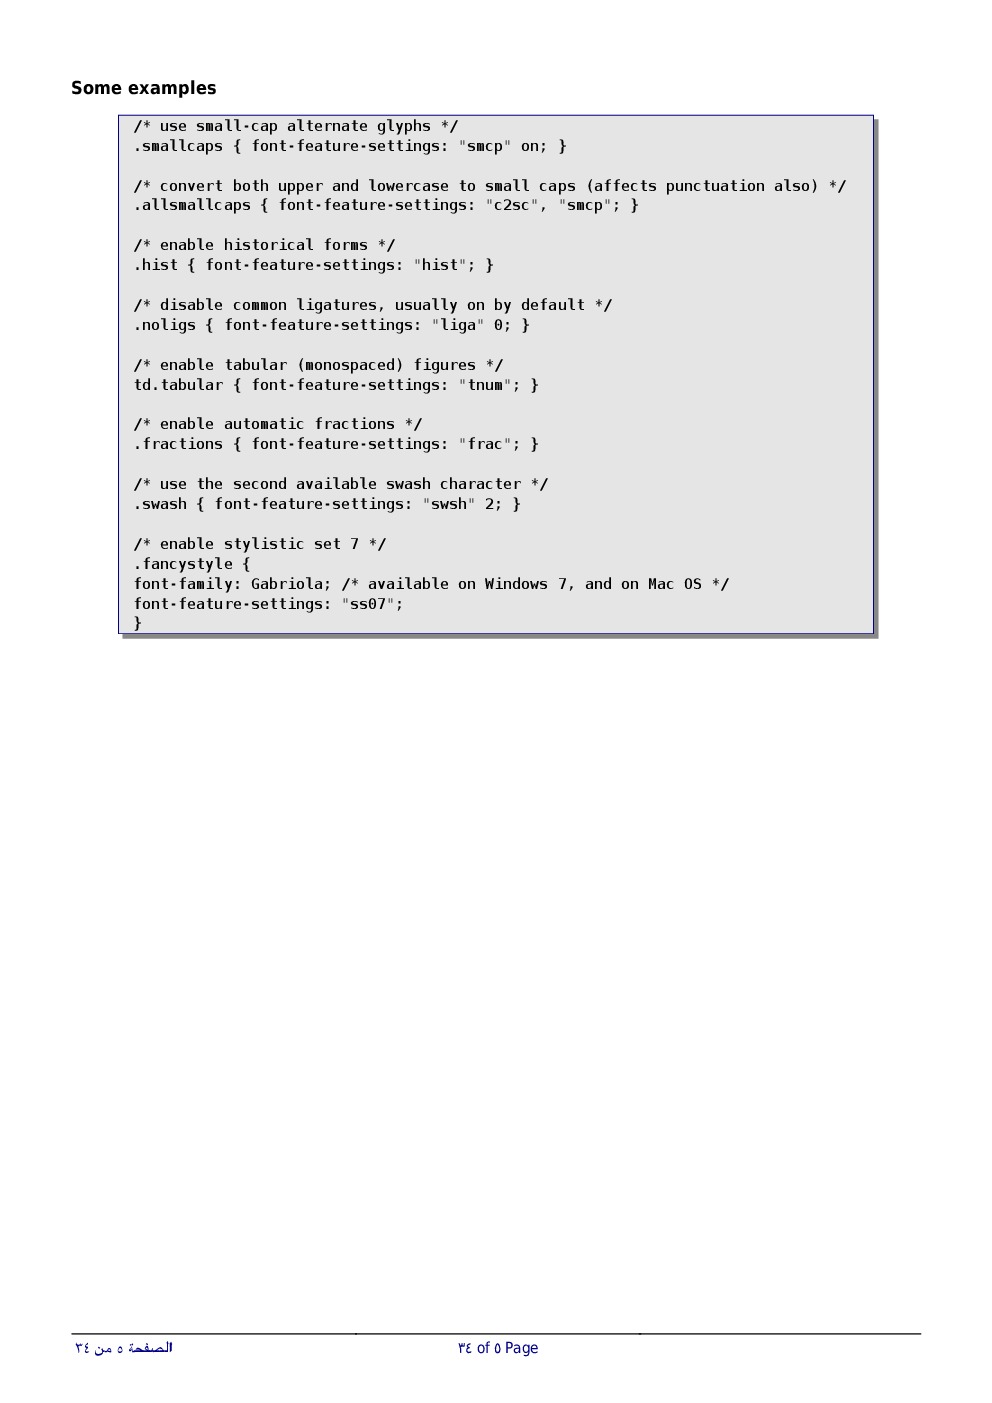 Some examples
/* use small-cap alternate glyphs */
.smallcaps { font-feature-settings: "smcp" on; }
/* convert both upper and lowercase to small caps (affects punctuation also) */
.allsmallcaps { font-feature-settings: "c2sc", "smcp"; }
/* enable historical forms */
.hist { font-feature-settings: "hist"; }
/* disable common ligatures, usually on by default */
.noligs { font-feature-settings: "liga" 0; }
/* enable tabular (monospaced) figures */
td.tabular { font-feature-settings: "tnum"; }
/* enable automatic fractions */
.fractions { font-feature-settings: "frac"; }
/* use the second available swash character */
.swash { font-feature-settings: "swsh" 2; }
/* enable stylistic set 7 */
.fancystyle {
font-family: Gabriola; /* available on Windows 7, and on Mac OS */
font-feature-settings: "ss07";
}
الصفحة ٥ من ٣٤
٣٤ of ٥ Page